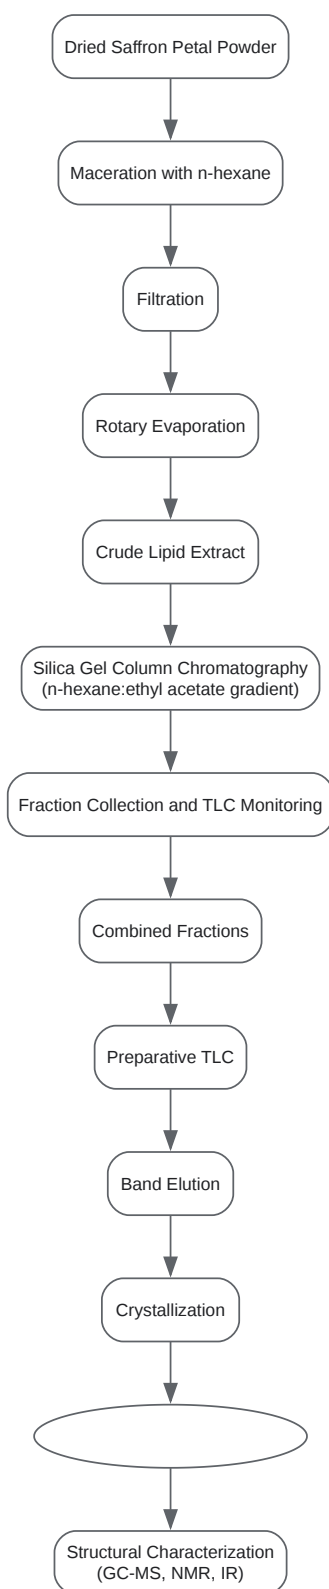 Dried Saffron Petal Powder
Maceration with n-hexane
Filtration
Rotary Evaporation
Crude Lipid Extract
Silica Gel Column Chromatography
(n-hexane:ethyl acetate gradient)
Fraction Collection and TLC Monitoring
Combined Fractions
Preparative TLC
Band Elution
Crystallization
Structural Characterization
(GC-MS, NMR, IR)